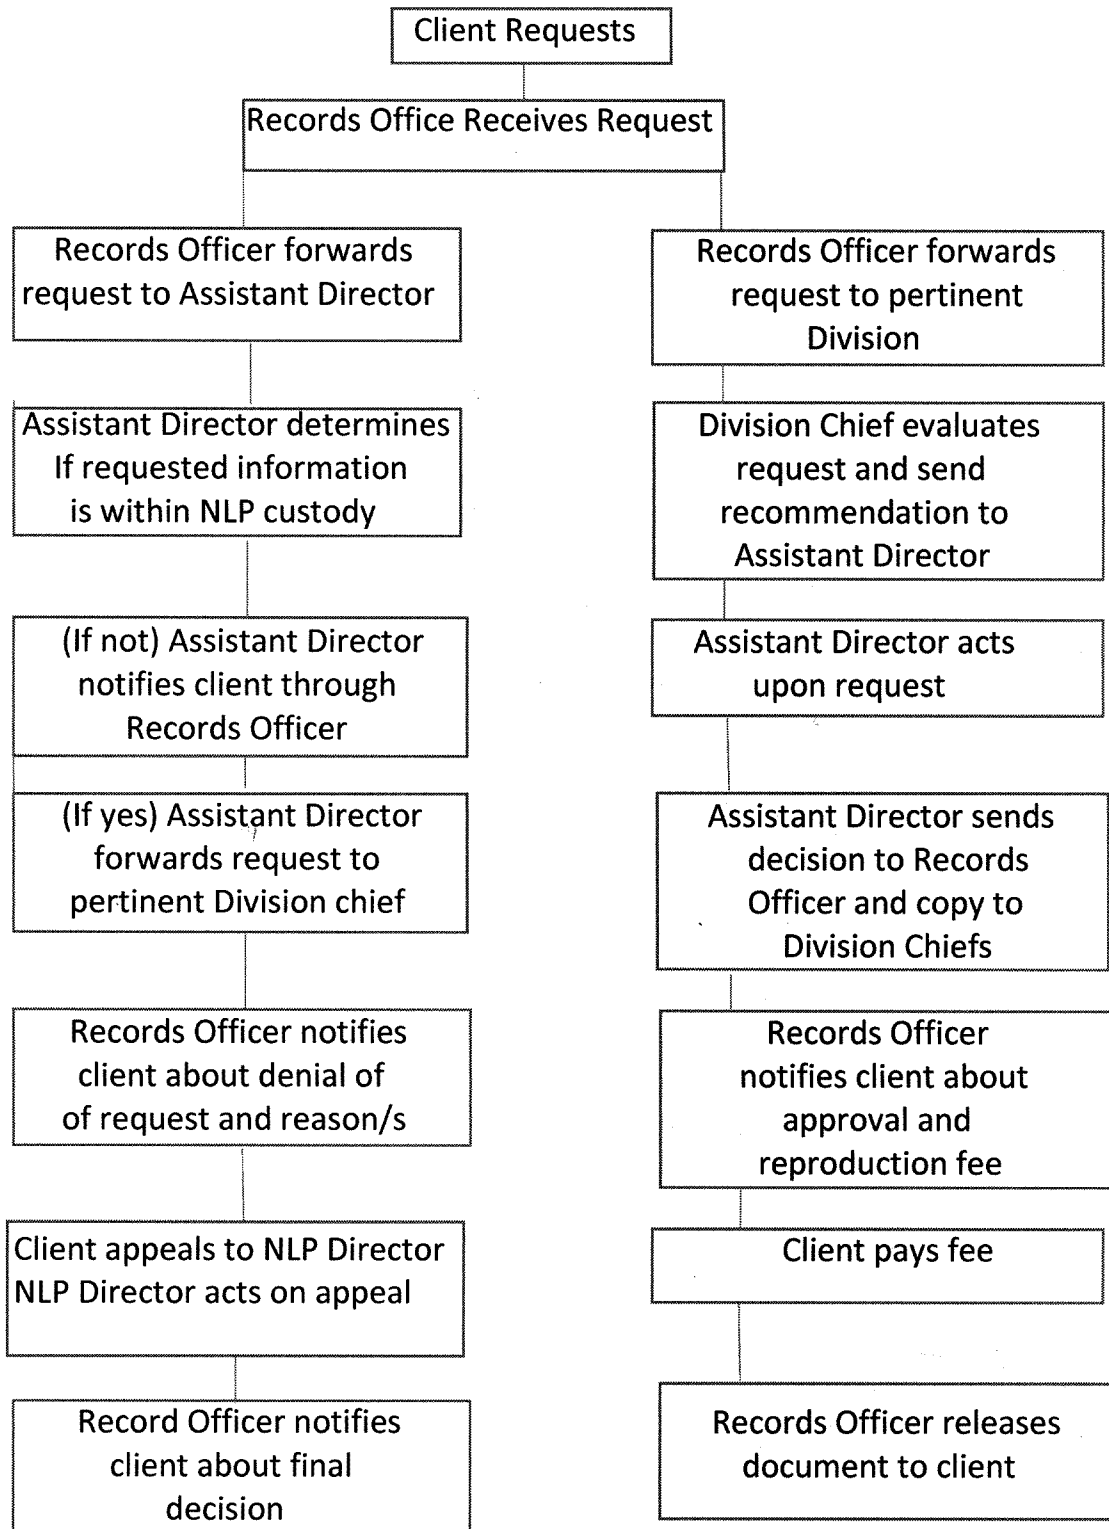 Client Requests
Records Office Receives Request
Records Officer forwards
request to Assistant Director
Assistant Director determines
If requested information
is within NLP custody
(If not) Assistant Director
notifies client through
Records Officer
(If yes) Assistant Director
forwards request to
pertinent Division chief
Records Officer notifies
client about denial of
of request and reason/s
Client appeals to NLP Director
NLP Director acts on appeal
Record Officer notifies
client about final
decision
Records Officer forwards
request to pertinent
Division
Division Chief evaluates
request and send
recommendation to
Assistant Director
Assistant Director acts
upon request
Assistant Director sends
decision to Records
Officer and copy to
Division Chiefs
Records Officer
notifies client about
approval and
reproduction fee
Client pays fee
Records Officer releases
document to client